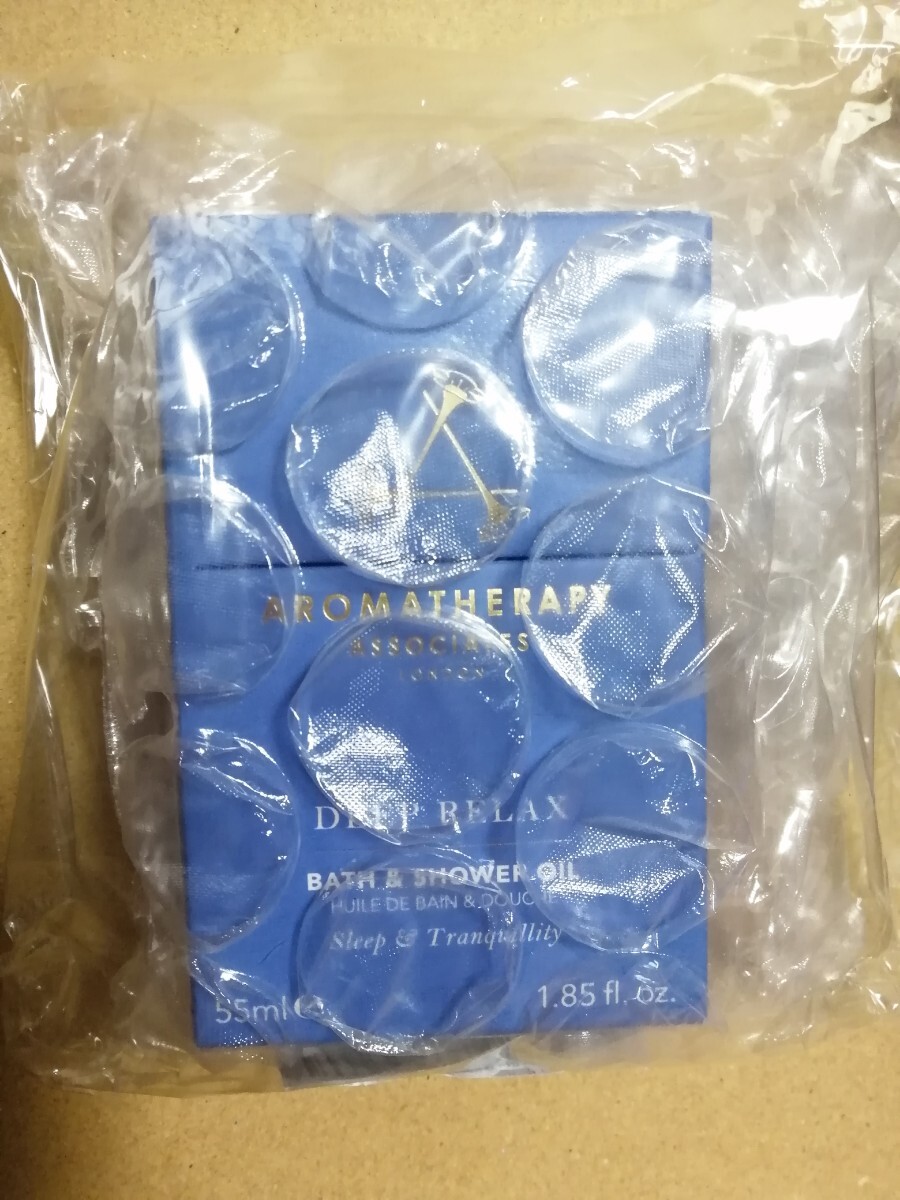 AROMATHERAPY
ASSOCIATES
LONDON
DEEP RELAX
BATH & SHOWER OIL
HUILE DE BAIN & DOUCHE
Sleep & Tranquillity
55ml ℮ 1.85 fl. oz.